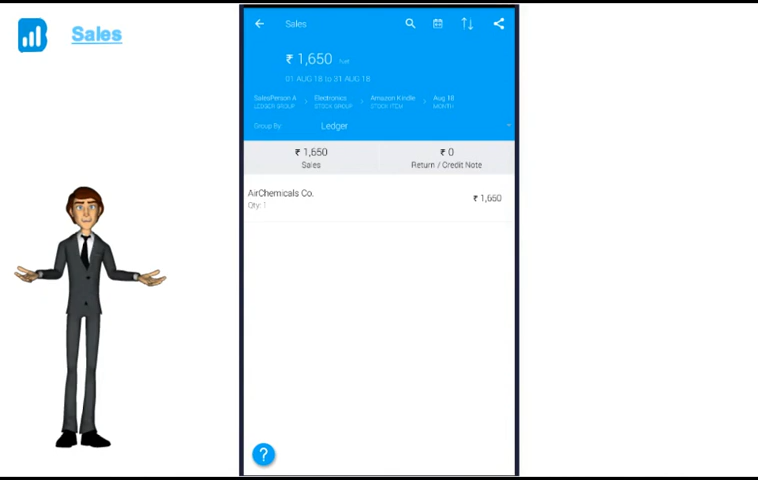 Sales
Sales
₹ 1,650
01 AUG 18 to 31 AUG 18
SalesPerson A Electronics Amazon Kindle Aug 18
LEDGER GROUP STOCK GROUP STOCK ITEM MONTH
Group By Ledger
₹ 1,650 ₹ 0
Sales Return / Credit Note
AirChemicals Co. ₹ 1,650
Qty: 1
?